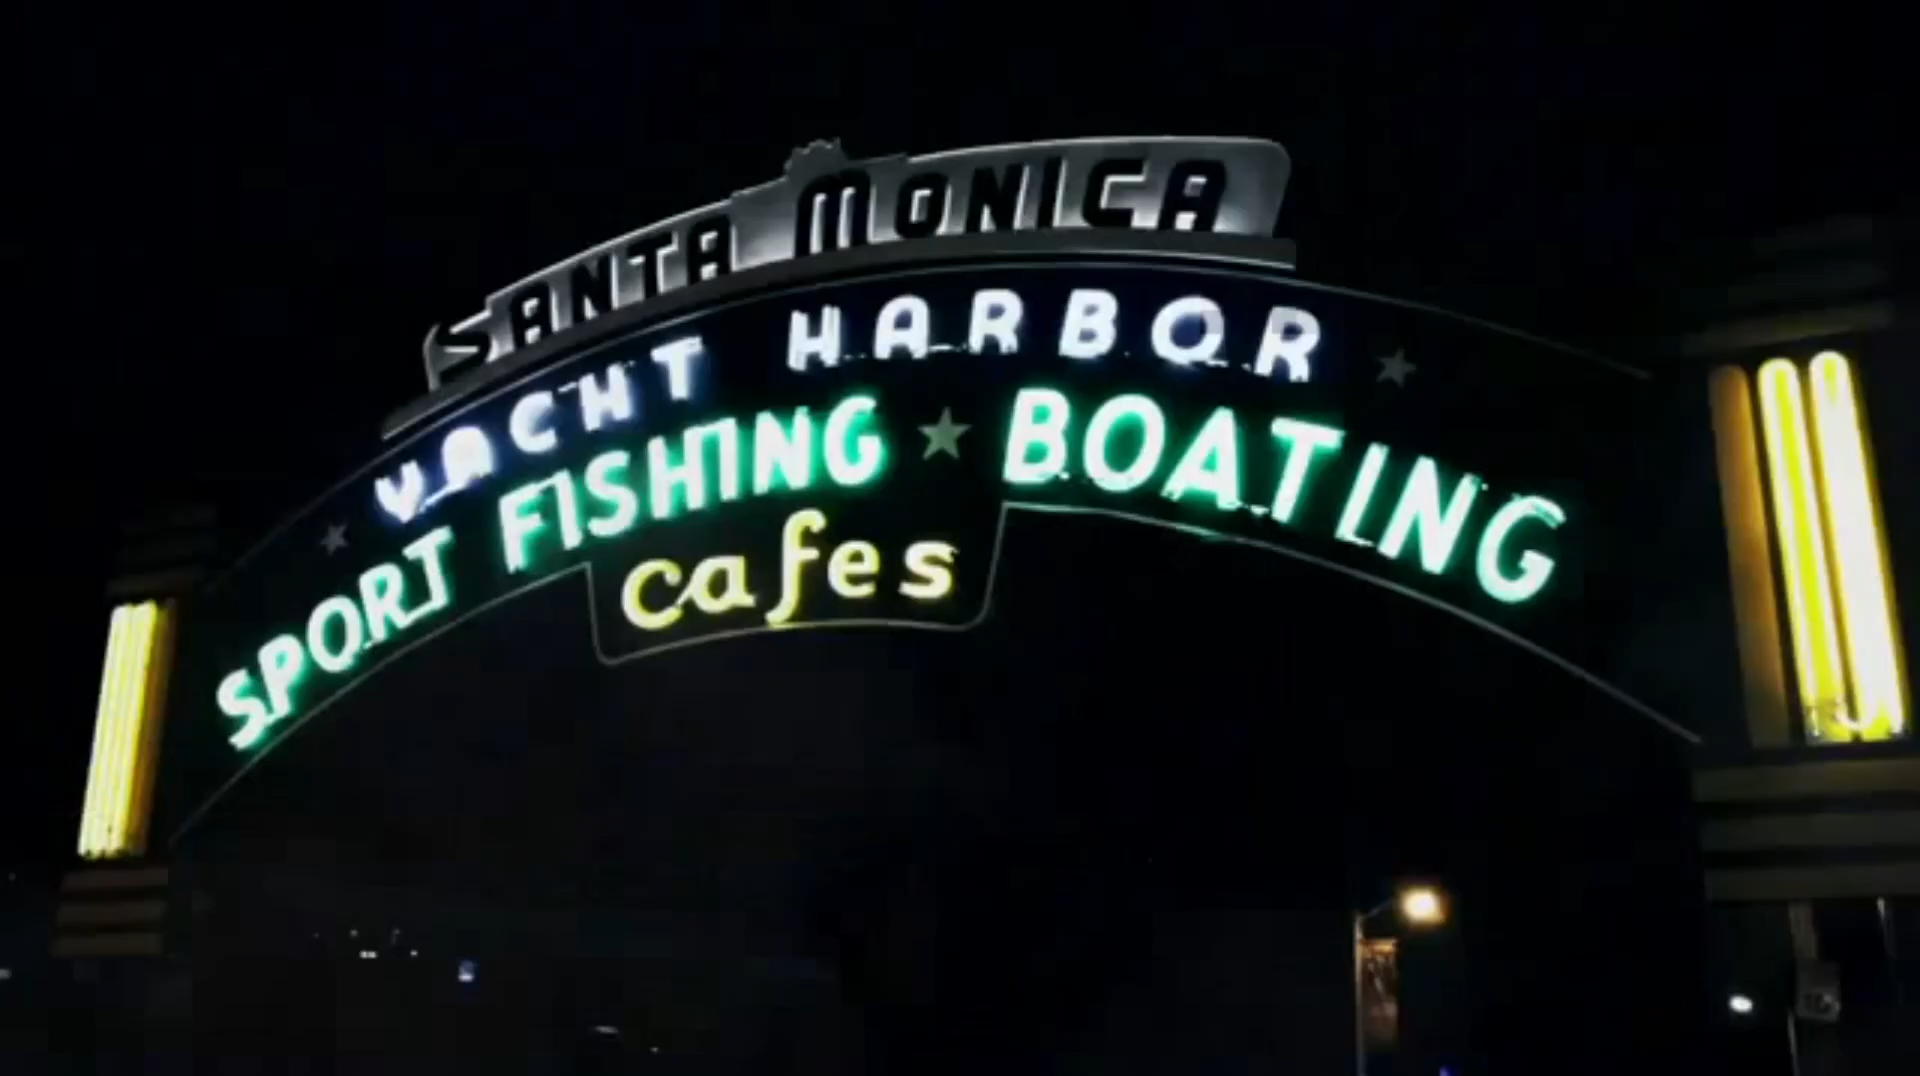 SANTA MONICA
YACHT HARBOR
SPORT FISHING ★ BOATING
cafes